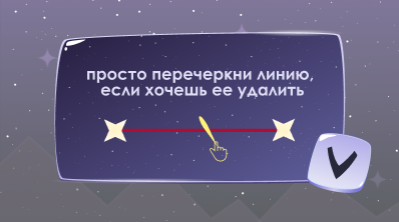 просто перечеркни линию,
если хочешь ее удалить